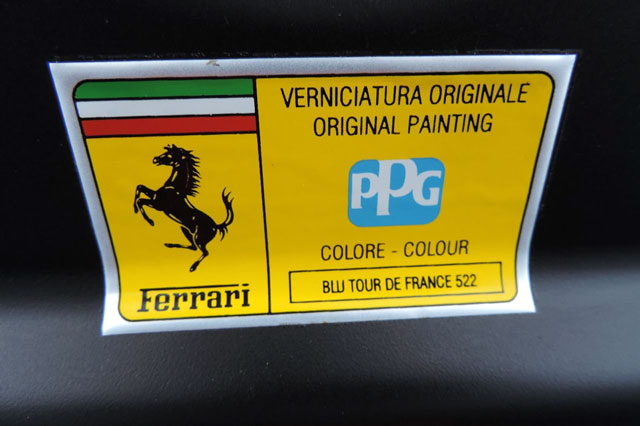 VERNICIATURA ORIGINALE
ORIGINAL PAINTING
PPG
COLORE - COLOUR
BLU TOUR DE FRANCE 522
Ferrari